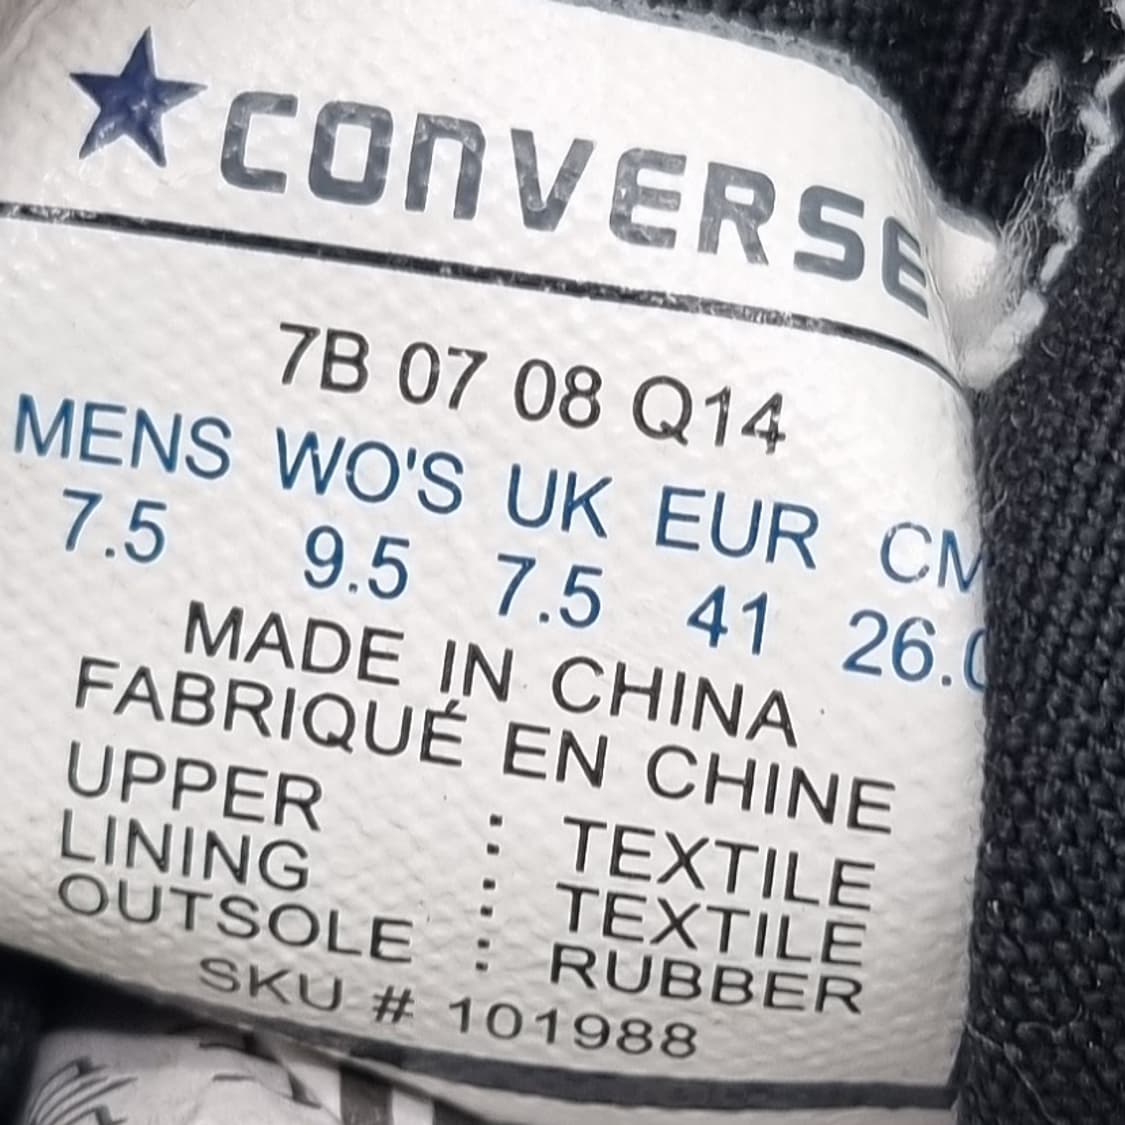 CONVERSE
7B 07 08 Q14
MENS WO'S UK EUR CM
7.5 9.5 7.5 41 26.0
MADE IN CHINA
FABRIQUÉ EN CHINE
UPPER : TEXTILE
LINING : TEXTILE
OUTSOLE : RUBBER
SKU # 101988